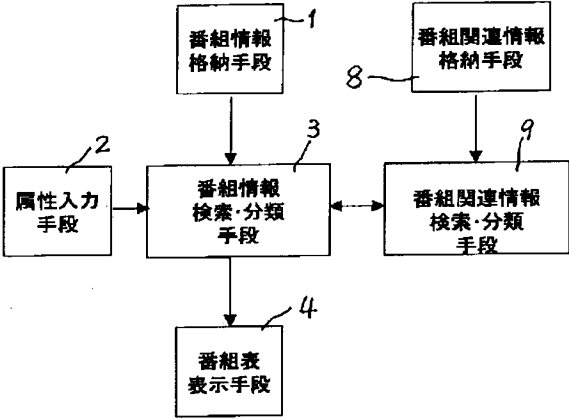 番組情報
格納手段
1
番組関連情報
格納手段
8
2
属性入力
手段
3
番組情報
検索・分類
手段
9
番組関連情報
検索・分類
手段
4
番組表
表示手段